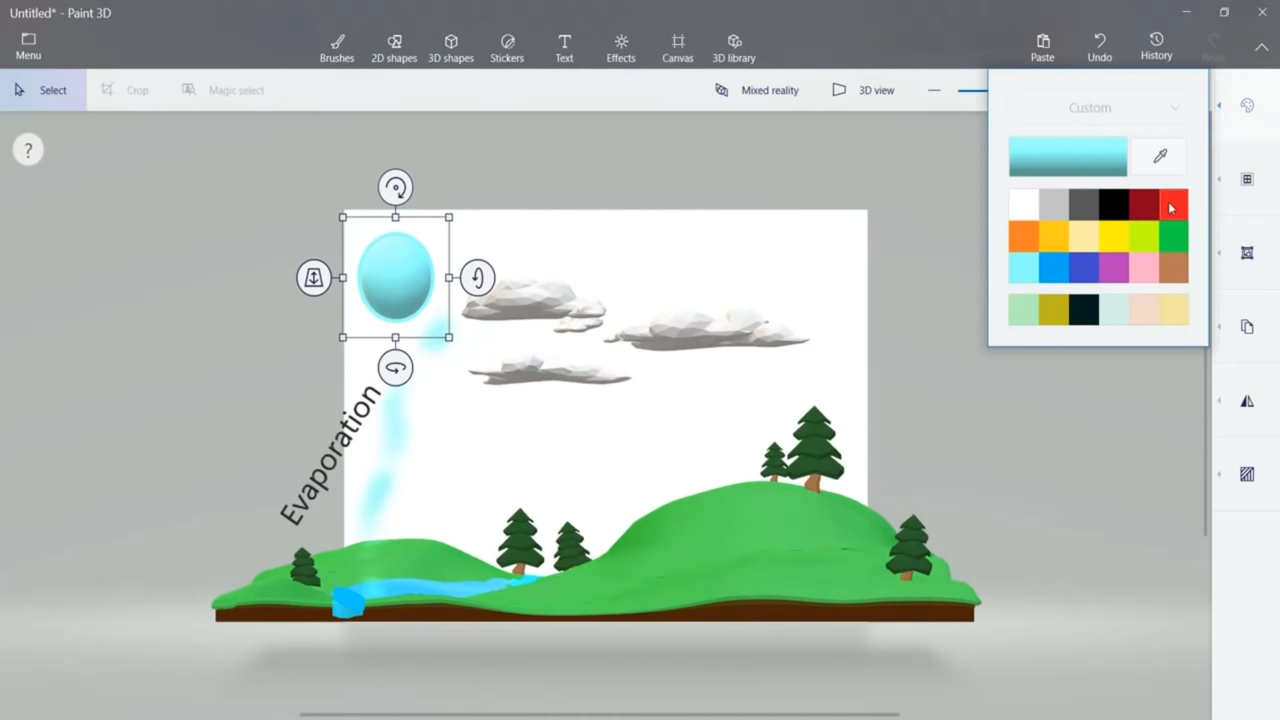 Untitled* - Paint 3D
Menu
Brushes
2D shapes
3D shapes
Stickers
Text
Effects
Canvas
3D library
Paste
Undo
History
Redo
Select
Crop
Magic select
Mixed reality
3D view
Custom
?
Evaporation